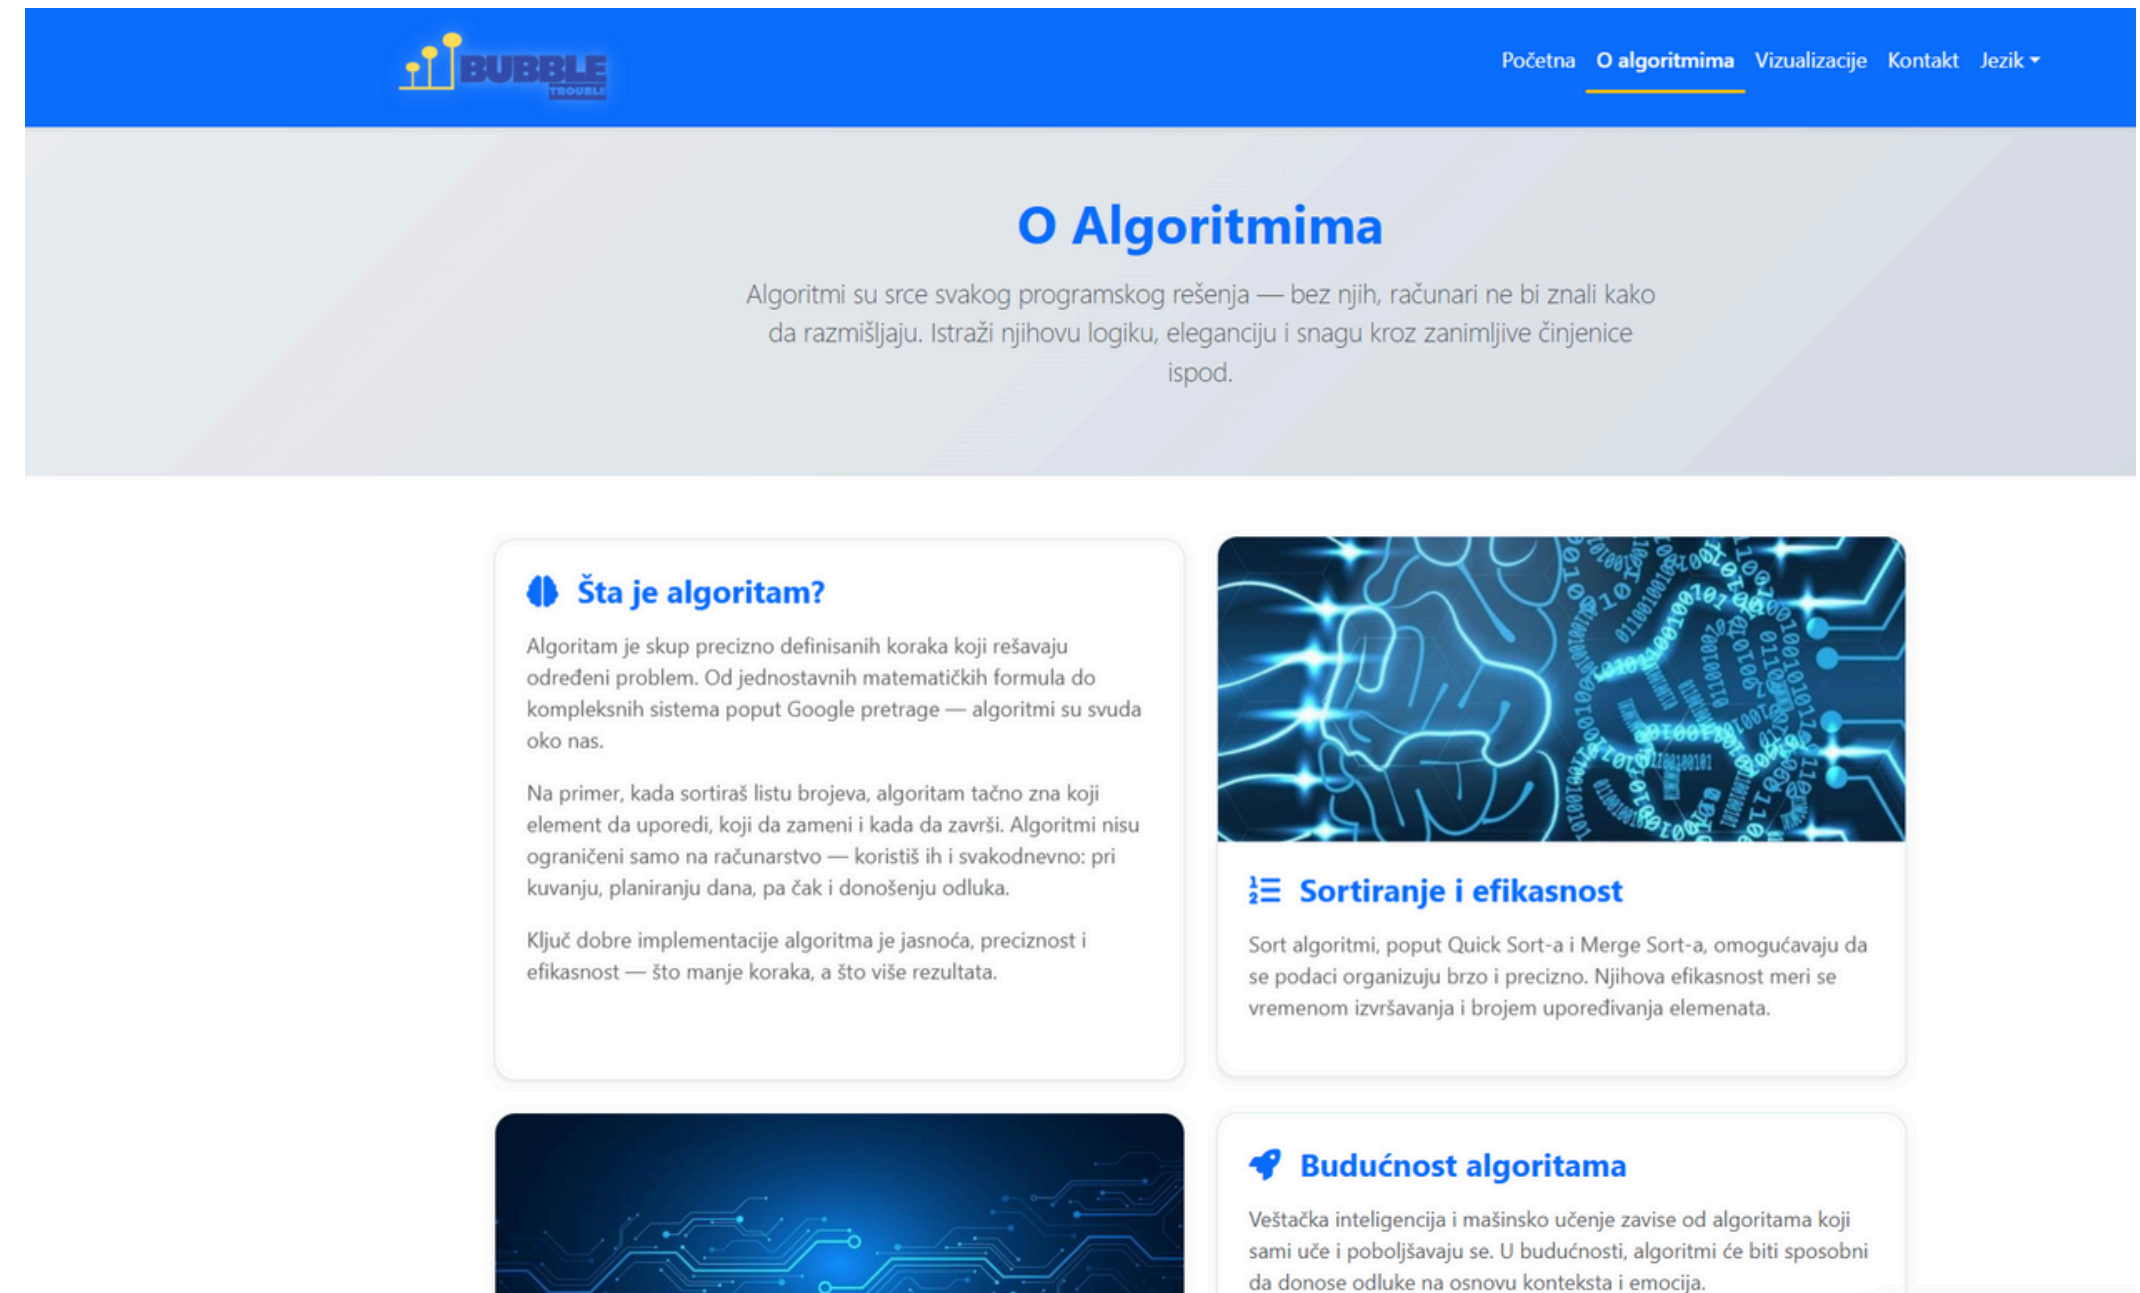 BUBBLE
TROUBLE
Početna O algoritmima Vizualizacije Kontakt Jezik
O Algoritmima
Algoritmi su srce svakog programskog rešenja — bez njih, računari ne bi znali kako
da razmišljaju. Istraži njihovu logiku, eleganciju i snagu kroz zanimljive činjenice
ispod.
Šta je algoritam?
Algoritam je skup precizno definisanih koraka koji rešavaju
određeni problem. Od jednostavnih matematičkih formula do
kompleksnih sistema poput Google pretrage — algoritmi su svuda
oko nas.
Na primer, kada sortiraš listu brojeva, algoritam tačno zna koji
element da uporedi, koji da zameni i kada da završi. Algoritmi nisu
ograničeni samo na računarstvo — koristiš ih i svakodnevno: pri
kuvanju, planiranju dana, pa čak i donošenju odluka.
Ključ dobre implementacije algoritma je jasnoća, preciznost i
efikasnost — što manje koraka, a što više rezultata.
Sortiranje i efikasnost
Sort algoritmi, poput Quick Sort-a i Merge Sort-a, omogućavaju da
se podaci organizuju brzo i precizno. Njihova efikasnost meri se
vremenom izvršavanja i brojem upoređivanja elemenata.
Budućnost algoritama
Veštačka inteligencija i mašinsko učenje zavise od algoritama koji
sami uče i poboljšavaju se. U budućnosti, algoritmi će biti sposobni
da donose odluke na osnovu konteksta i emocija.